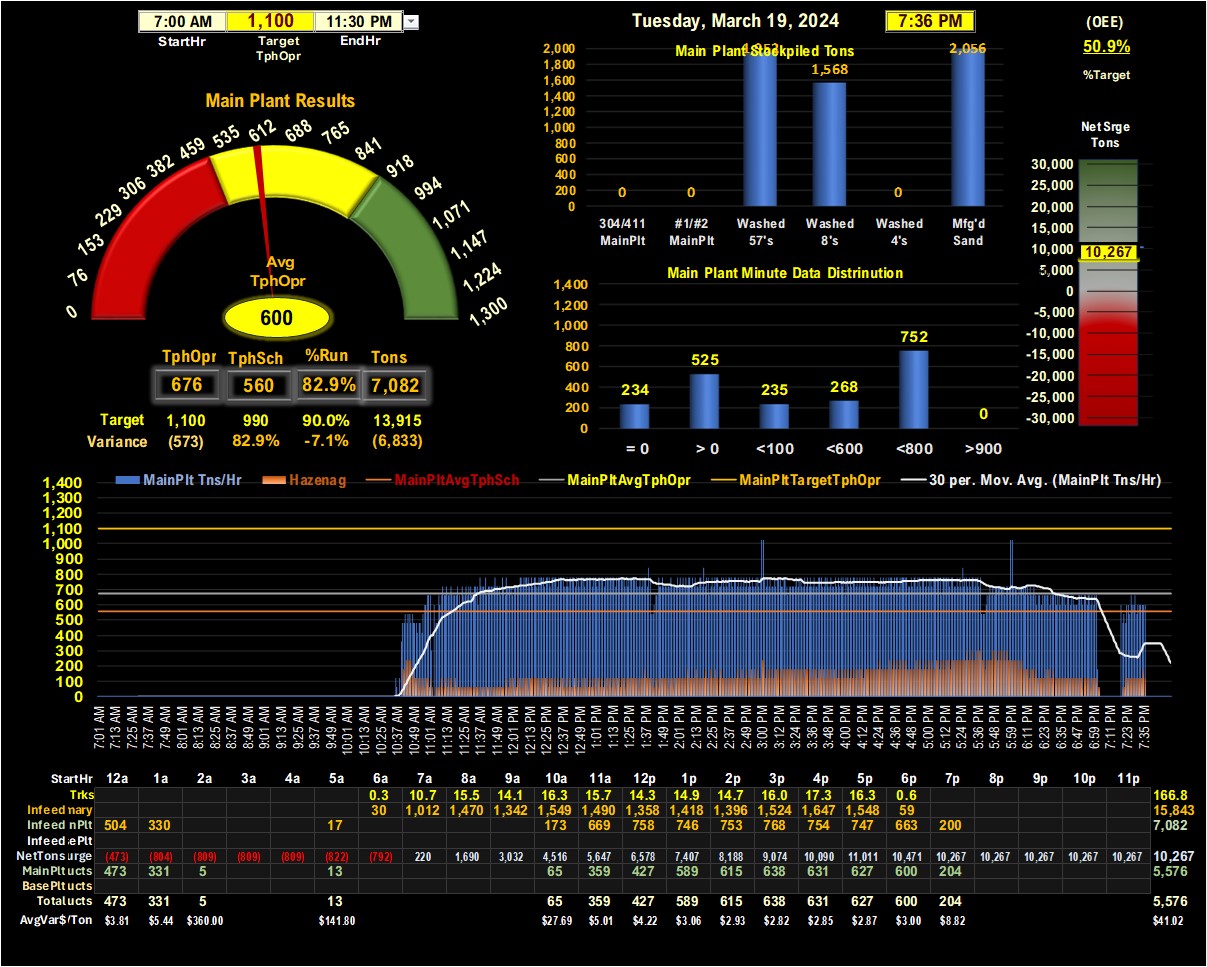 7:00 AM 1,100 11:30 PM
StartHr Target TphOpr EndHr
Tuesday, March 19, 2024 7:36 PM
(OEE)
50.9%
%Target
Main Plant Results
0 76 153 229 306 382 459 535 612 688 765 841 918 994 1,071 1,147 1,224 1,300
Avg
TphOpr
600
TphOpr TphSch %Run Tons
676 560 82.9% 7,082
Target 1,100 990 90.0% 13,915
Variance (573) 82.9% -7.1% (6,833)
Main Plant Stockpiled Tons
2,000
1,800
1,600
1,400
1,200
1,000
800
600
400
200
0
0 0 1,568 0 2,056
304/411 #1/#2 Washed Washed Washed Mfg'd
MainPlt MainPlt 57's 8's 4's Sand
Main Plant Minute Data Distrinution
1,400
1,200
1,000
800
600
400
200
0
234 525 235 268 752 0
= 0 > 0 <100 <600 <800 >900
Net Srge
Tons
30,000
25,000
20,000
15,000
10,000
5,000
0
-5,000
-10,000
-15,000
-20,000
-25,000
-30,000
10,267
MainPlt Tns/Hr Hazenag MainPltAvgTphSch MainPltAvgTphOpr MainPltTargetTphOpr 30 per. Mov. Avg. (MainPlt Tns/Hr)
1,400
1,300
1,200
1,100
1,000
900
800
700
600
500
400
300
200
100
0
7:01 AM 7:13 AM 7:25 AM 7:37 AM 7:49 AM 8:01 AM 8:13 AM 8:25 AM 8:37 AM 8:49 AM 9:01 AM 9:13 AM 9:25 AM 9:37 AM 9:49 AM 10:01 AM 10:13 AM 10:25 AM 10:37 AM 10:49 AM 11:01 AM 11:13 AM 11:25 AM 11:37 AM 11:49 AM 12:01 PM 12:13 PM 12:25 PM 12:37 PM 12:49 PM 1:01 PM 1:13 PM 1:25 PM 1:37 PM 1:49 PM 2:01 PM 2:13 PM 2:25 PM 2:37 PM 2:49 PM 3:00 PM 3:12 PM 3:24 PM 3:36 PM 3:48 PM 4:00 PM 4:12 PM 4:24 PM 4:36 PM 4:48 PM 5:00 PM 5:12 PM 5:24 PM 5:36 PM 5:48 PM 5:59 PM 6:11 PM 6:23 PM 6:35 PM 6:47 PM 6:59 PM 7:11 PM 7:23 PM 7:35 PM
StartHr 12a 1a 2a 3a 4a 5a 6a 7a 8a 9a 10a 11a 12p 1p 2p 3p 4p 5p 6p 7p 8p 9p 10p 11p
Trks 0.3 10.7 15.5 14.1 16.3 15.7 14.3 14.9 14.7 16.0 17.3 16.3 0.6 166.8
Infeed nary 30 1,012 1,470 1,342 1,549 1,490 1,358 1,418 1,396 1,524 1,647 1,548 59 15,843
Infeed nPlt 504 330 17 173 669 758 746 753 768 754 747 663 200 7,082
Infeed ePlt
NetTons urge (473) (804) (809) (809) (809) (822) (792) 220 1,690 3,032 4,516 5,647 6,578 7,407 8,188 9,074 10,090 11,011 10,471 10,267 10,267 10,267 10,267 10,267 10,267
MainPlt ucts 473 331 5 13 65 359 427 589 615 638 631 627 600 204 5,576
BasePlt ucts
Total ucts 473 331 5 13 65 359 427 589 615 638 631 627 600 204 5,576
AvgVar$/Ton $3.81 $5.44 $360.00 $141.80 $27.69 $5.01 $4.22 $3.06 $2.93 $2.82 $2.85 $2.87 $3.00 $8.82 $41.02